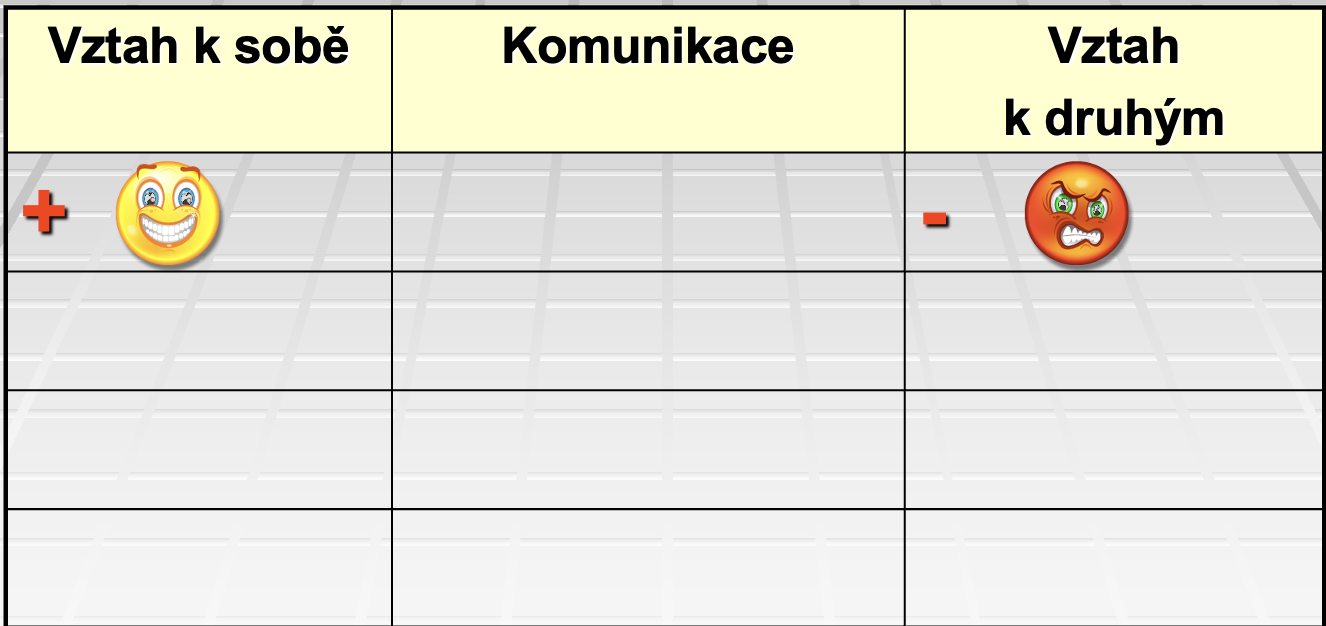 Vztah k sobě
Komunikace
Vztah
k druhým
+
-